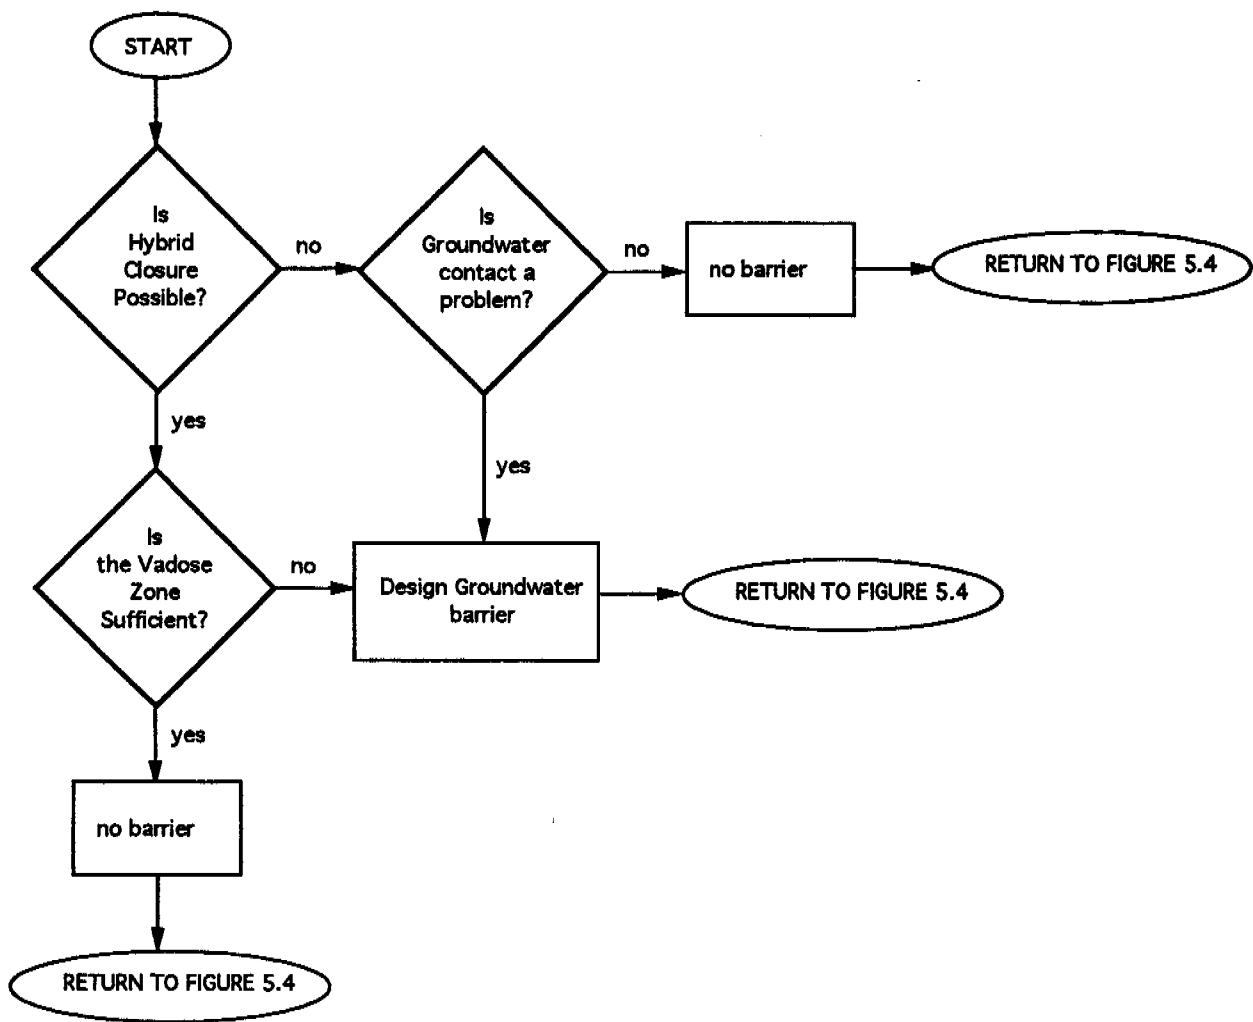 START
Is
Hybrid
Closure
Possible?
no
Is
Groundwater
contact a
problem?
no
no barrier
RETURN TO FIGURE 5.4
yes
yes
Is
the Vadose
Zone
Sufficient?
no
Design Groundwater
barrier
RETURN TO FIGURE 5.4
yes
no barrier
RETURN TO FIGURE 5.4